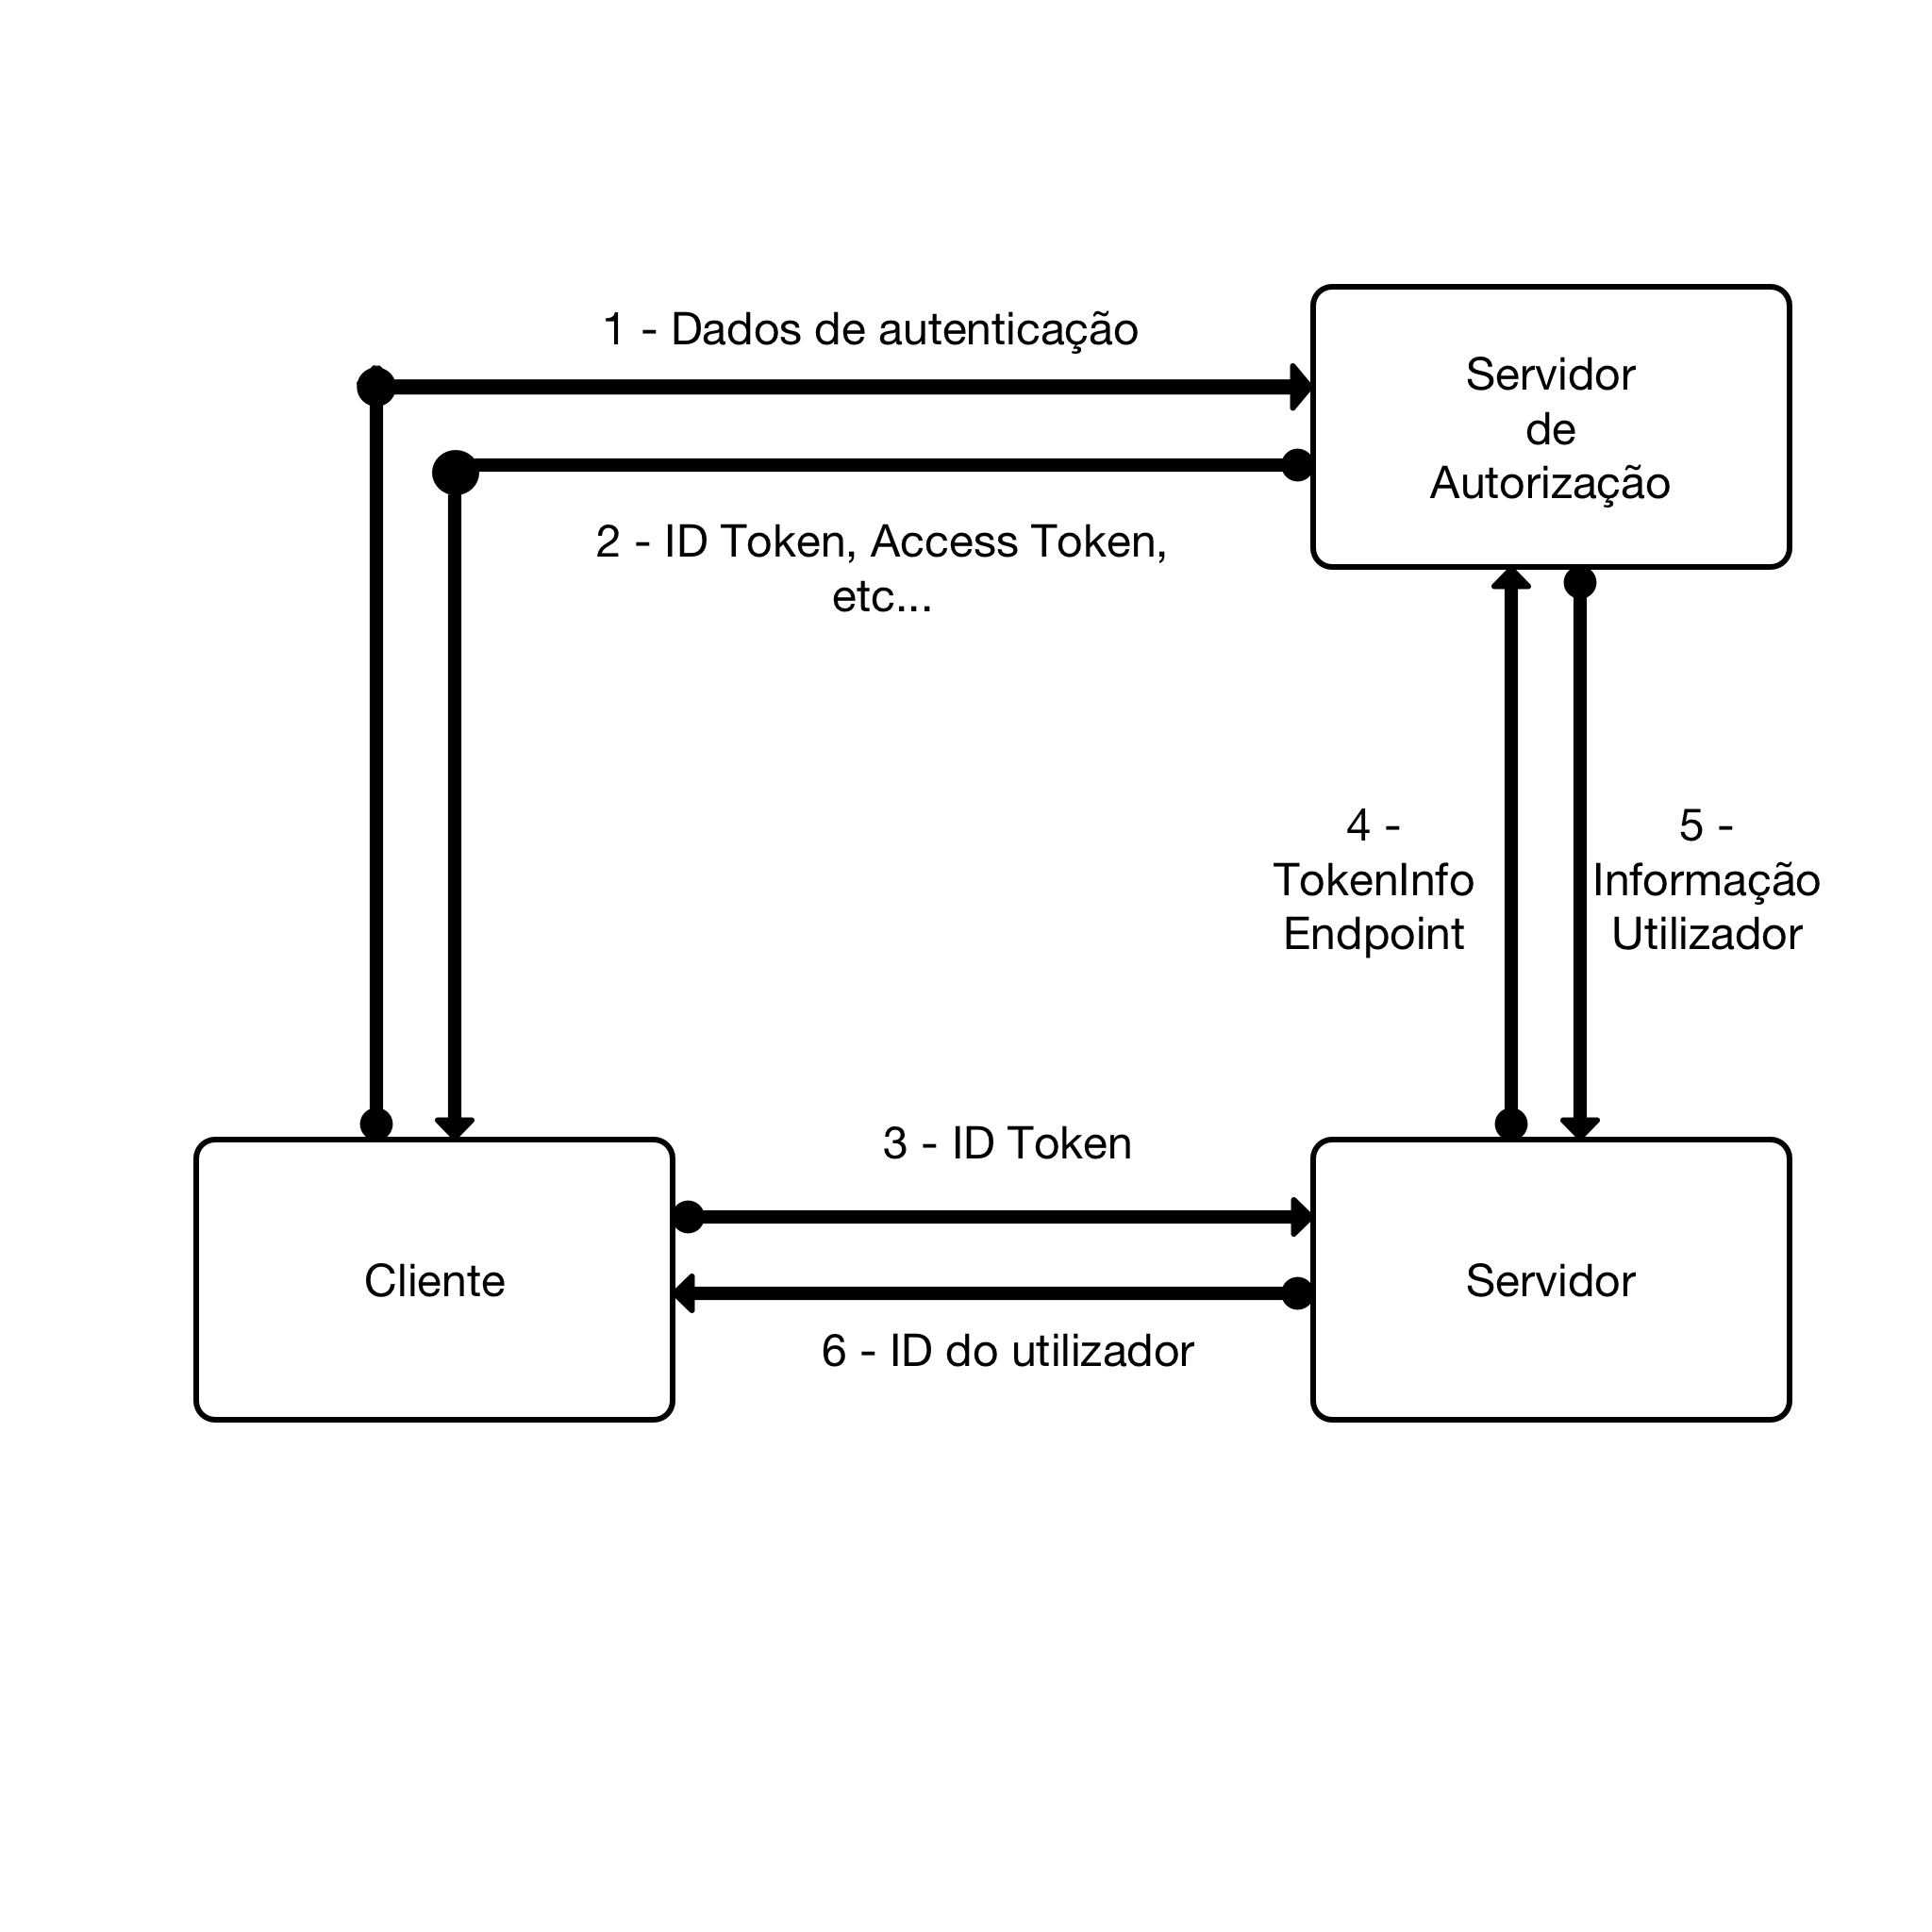 1 - Dados de autenticação
Servidor
de
Autorização
2 - ID Token, Access Token,
etc...
4 -
TokenInfo
Endpoint
5 -
Informação
Utilizador
3 - ID Token
Cliente
Servidor
6 - ID do utilizador